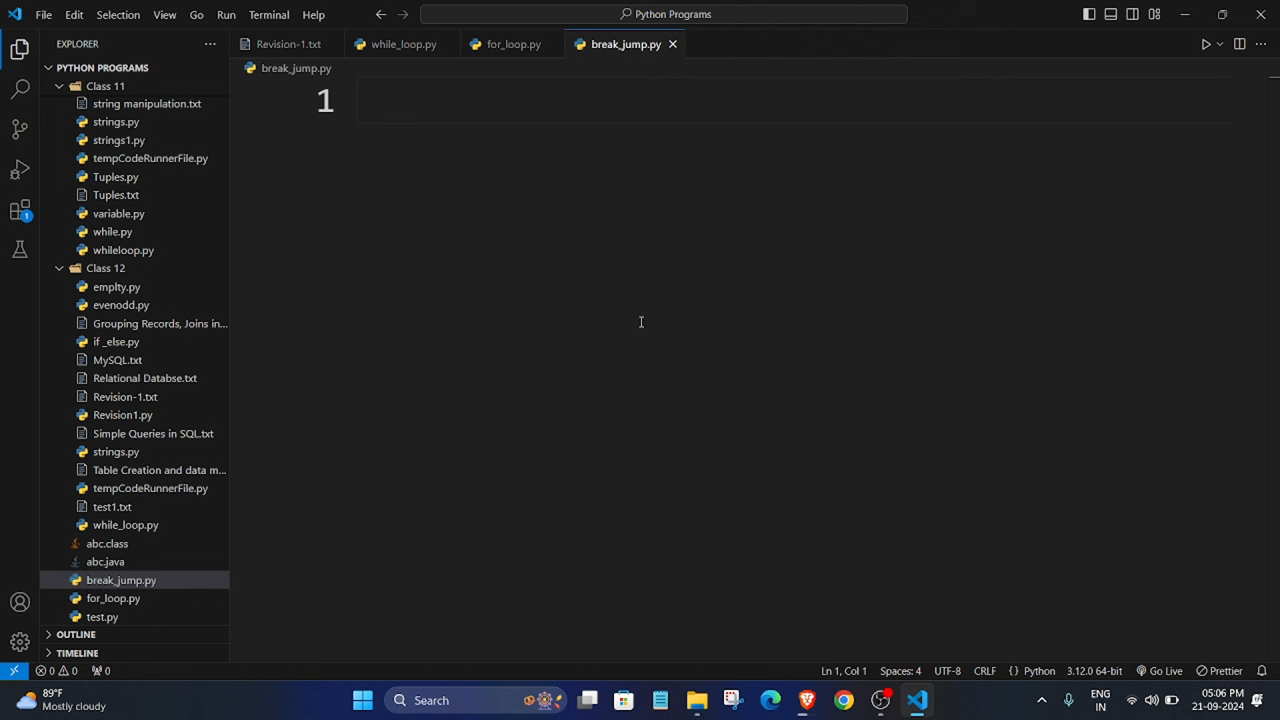 File Edit Selection View Go Run Terminal Help
Python Programs
EXPLORER
Revision-1.txt
while_loop.py
for_loop.py
break_jump.py
PYTHON PROGRAMS
break_jump.py
Class 11
1
string manipulation.txt
strings.py
strings1.py
tempCodeRunnerFile.py
Tuples.py
Tuples.txt
variable.py
while.py
whileloop.py
Class 12
emplty.py
evenodd.py
Grouping Records, Joins in...
if _else.py
MySQL.txt
Relational Databse.txt
Revision-1.txt
Revision1.py
Simple Queries in SQL.txt
strings.py
Table Creation and data m...
tempCodeRunnerFile.py
test1.txt
while_loop.py
abc.class
abc.java
break_jump.py
for_loop.py
test.py
OUTLINE
TIMELINE
1
0 0 0
Ln 1, Col 1 Spaces: 4 UTF-8 CRLF {} Python 3.12.0 64-bit Go Live Prettier
89°F
Mostly cloudy
Search
ENG
IN
05:06 PM
21-09-2024